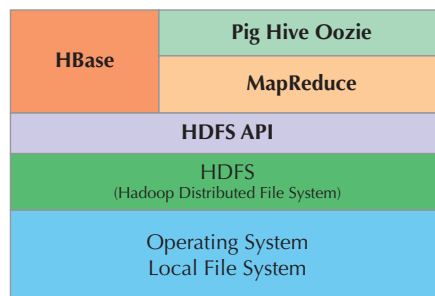 Pig Hive Oozie
HBase
MapReduce
HDFS API
HDFS
(Hadoop Distributed File System)
Operating System
Local File System